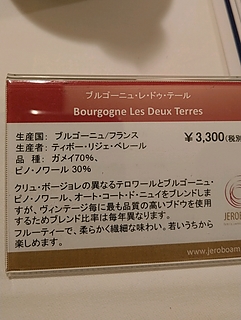 ブルゴーニュ・レ・ドゥ・テール
Bourgogne Les Deux Terres
生産国: ブルゴーニュ/フランス
¥3,300(税別
生産者: ティボー・リジェ・ベレール
品 種: ガメイ70%、
ピノ・ノワール 30%
クリュ・ボージョレの異なるテロワールとブルゴーニュ・
ピノ・ノワール、オート・コート・ド・ニュイをブレンドしま
すが、ヴィンテージ毎に最も品質の高いブドウを使用
するためブレンド比率は毎年異なります。
フルーティーで、柔らかく繊細な味わい。若いうちから
楽しめます。
JEROB
www.jeroboam